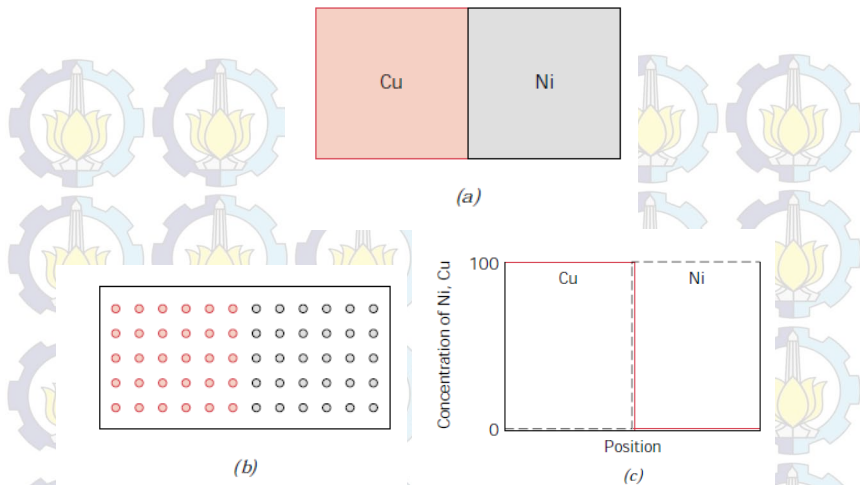 Cu
Ni
(a)
(b)
Concentration of Ni, Cu
100
0
Cu
Ni
Position
(c)